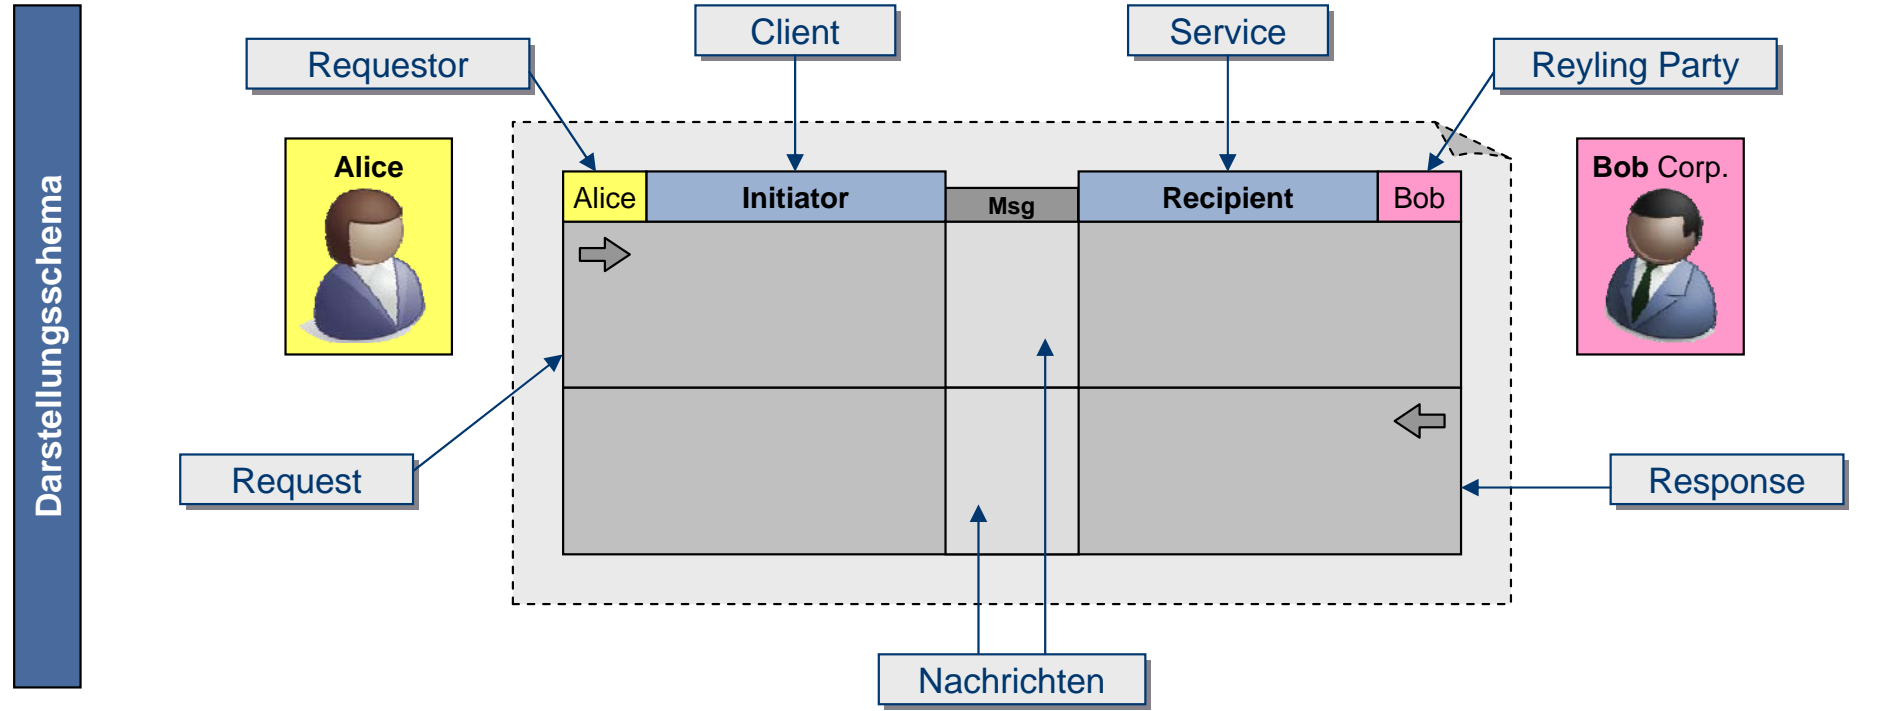 Darstellungsschema
Client
Service
Requestor
Reyling Party
Alice
Bob Corp.
Alice
Initiator
Msg
Recipient
Bob
Request
Response
Nachrichten